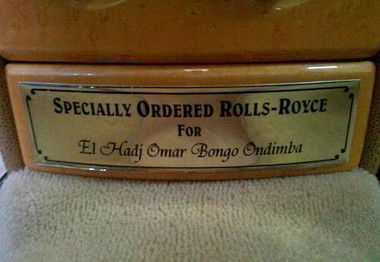 Specially Ordered Rolls-Royce
For
El Hadj Omar Bongo Ondimba